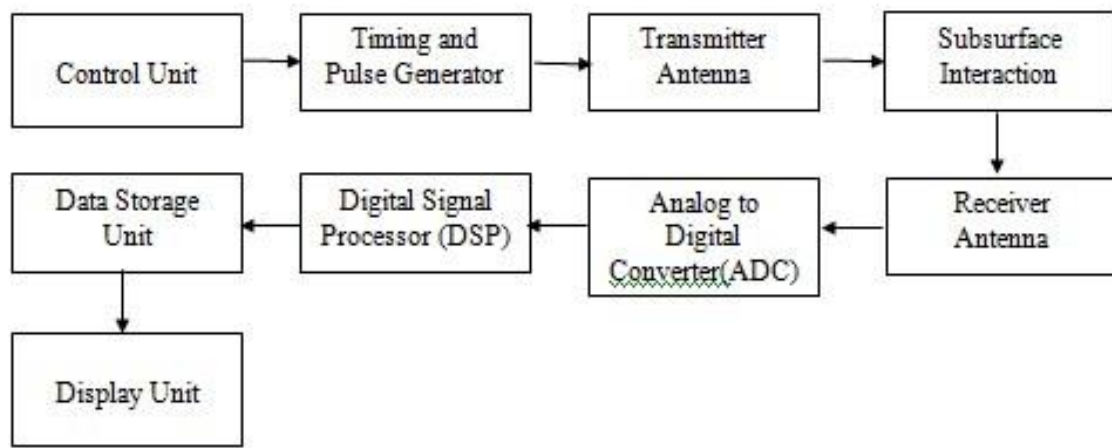 Control Unit
Timing and
Pulse Generator
Transmitter
Antenna
Subsurface
Interaction
Data Storage
Unit
Digital Signal
Processor (DSP)
Analog to
Digital
Converter(ADC)
Receiver
Antenna
Display Unit